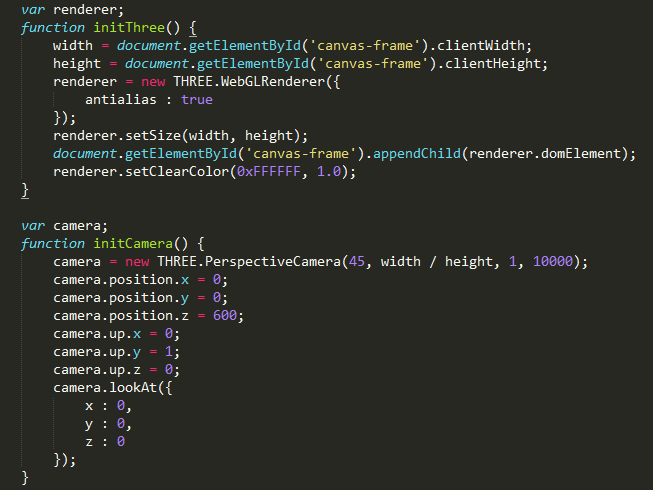 var renderer;
function initThree() {
    width = document.getElementById('canvas-frame').clientWidth;
    height = document.getElementById('canvas-frame').clientHeight;
    renderer = new THREE.WebGLRenderer({
        antialias : true
    });
    renderer.setSize(width, height);
    document.getElementById('canvas-frame').appendChild(renderer.domElement);
    renderer.setClearColor(0xFFFFFF, 1.0);
}

var camera;
function initCamera() {
    camera = new THREE.PerspectiveCamera(45, width / height, 1, 10000);
    camera.position.x = 0;
    camera.position.y = 0;
    camera.position.z = 600;
    camera.up.x = 0;
    camera.up.y = 1;
    camera.up.z = 0;
    camera.lookAt({
        x : 0,
        y : 0,
        z : 0
    });
}